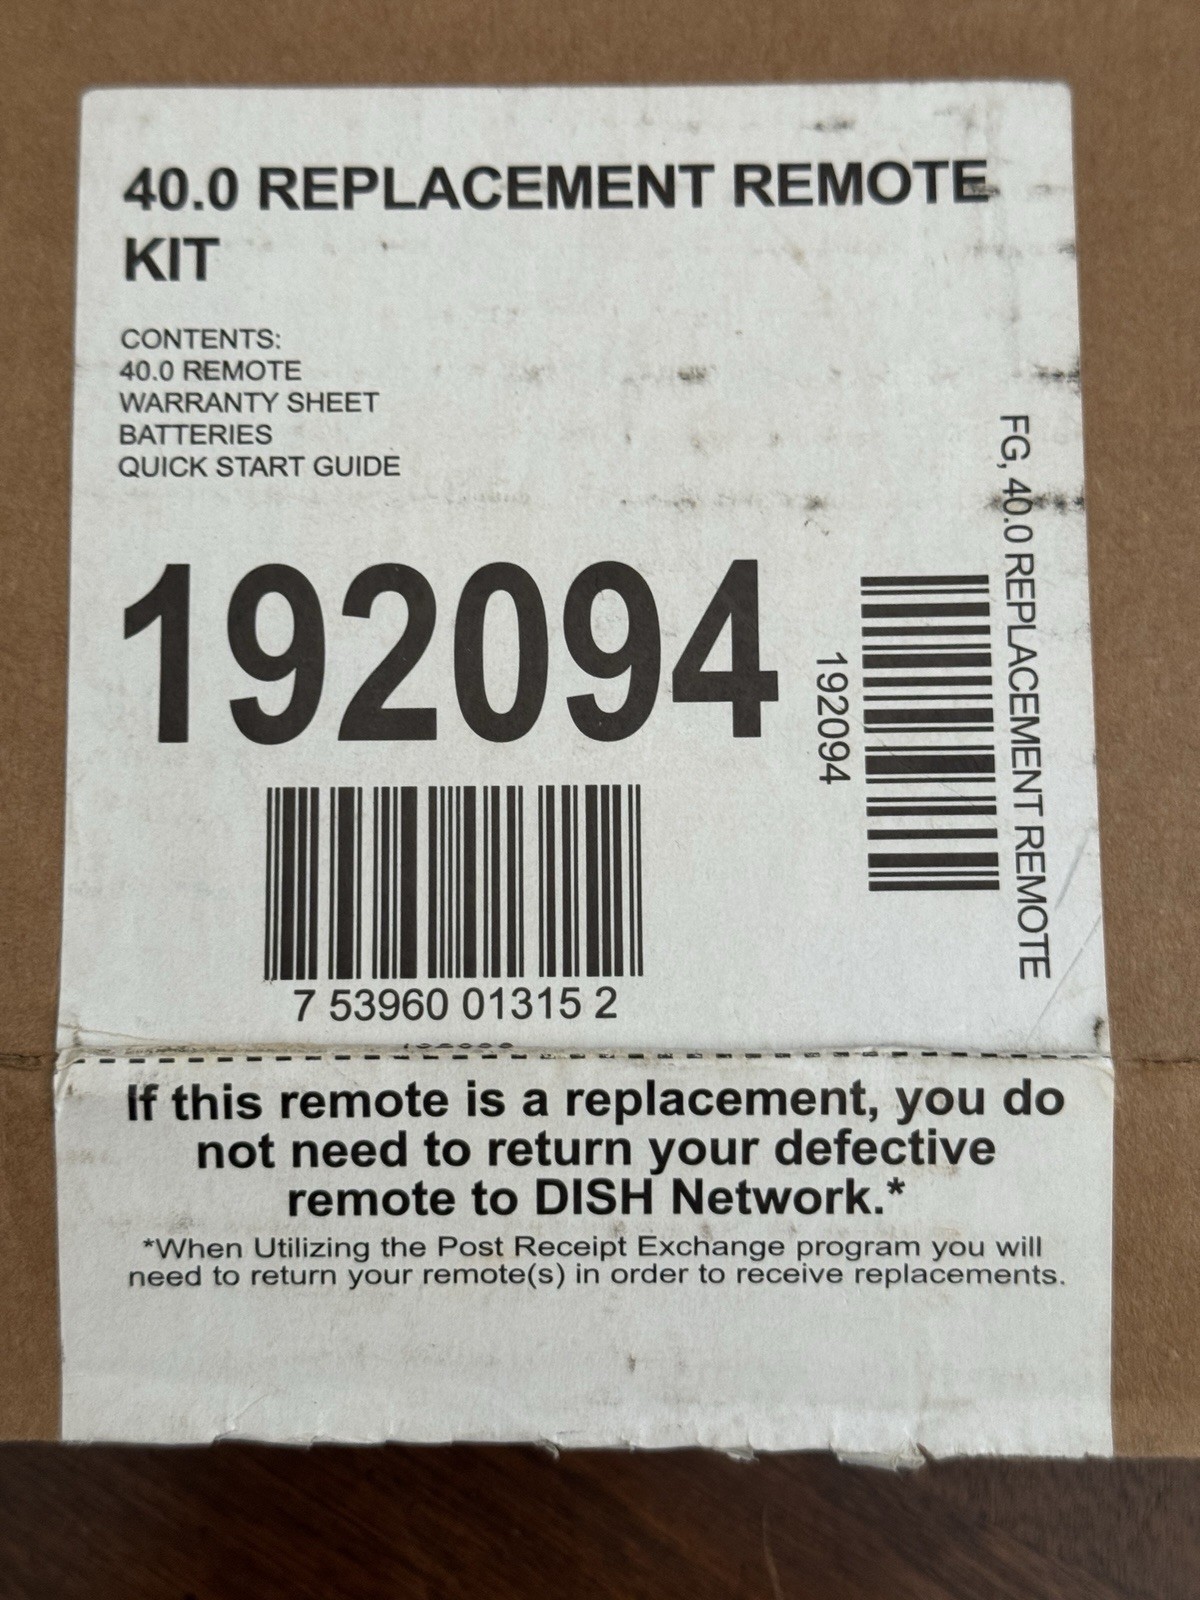 40.0 REPLACEMENT REMOTE
KIT
CONTENTS:
40.0 REMOTE
WARRANTY SHEET
BATTERIES
QUICK START GUIDE
192094
192094
FG, 40.0 REPLACEMENT REMOTE
7 53960 01315 2
If this remote is a replacement, you do
not need to return your defective
remote to DISH Network.*
*When Utilizing the Post Receipt Exchange program you will
need to return your remote(s) in order to receive replacements.